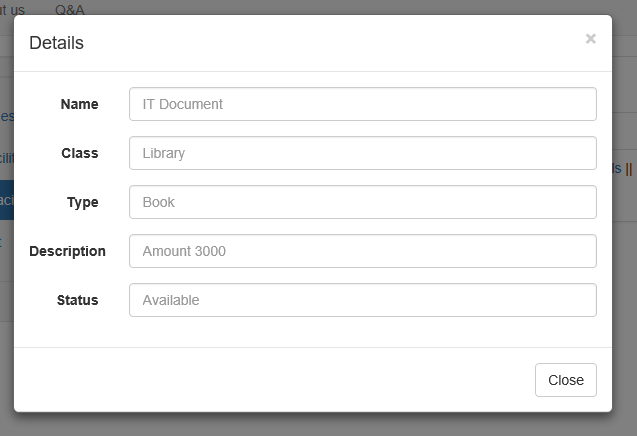 Q&A
Details
×
Name IT Document
Class Library
Type Book
Description Amount 3000
Status Available
Close